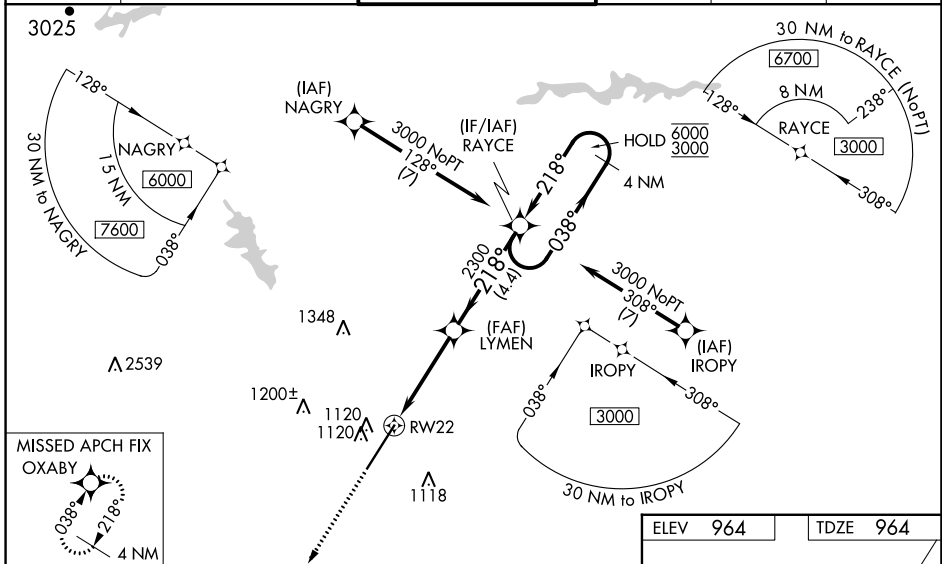 3025
128°
NAGRY
15 NM
6000
30 NM to NAGRY
7600
038°
(IAF)
NAGRY
3000 NoPT
128°
(7)
(IF/IAF)
RAYCE
218°
038°
HOLD 6000
3000
4 NM
30 NM to RAYCE (NoPT)
6700
8 NM
128°
238°
RAYCE
3000
308°
2300
218°
(4.4)
(FAF)
LYMEN
3000 NoPT
308°
(7)
(IAF)
IROPY
1348
2539
1200±
1120
1120
RW22
1118
IROPY
038°
308°
3000
30 NM to IROPY
MISSED APCH FIX
OXABY
038°
218°
4 NM
ELEV 964
TDZE 964